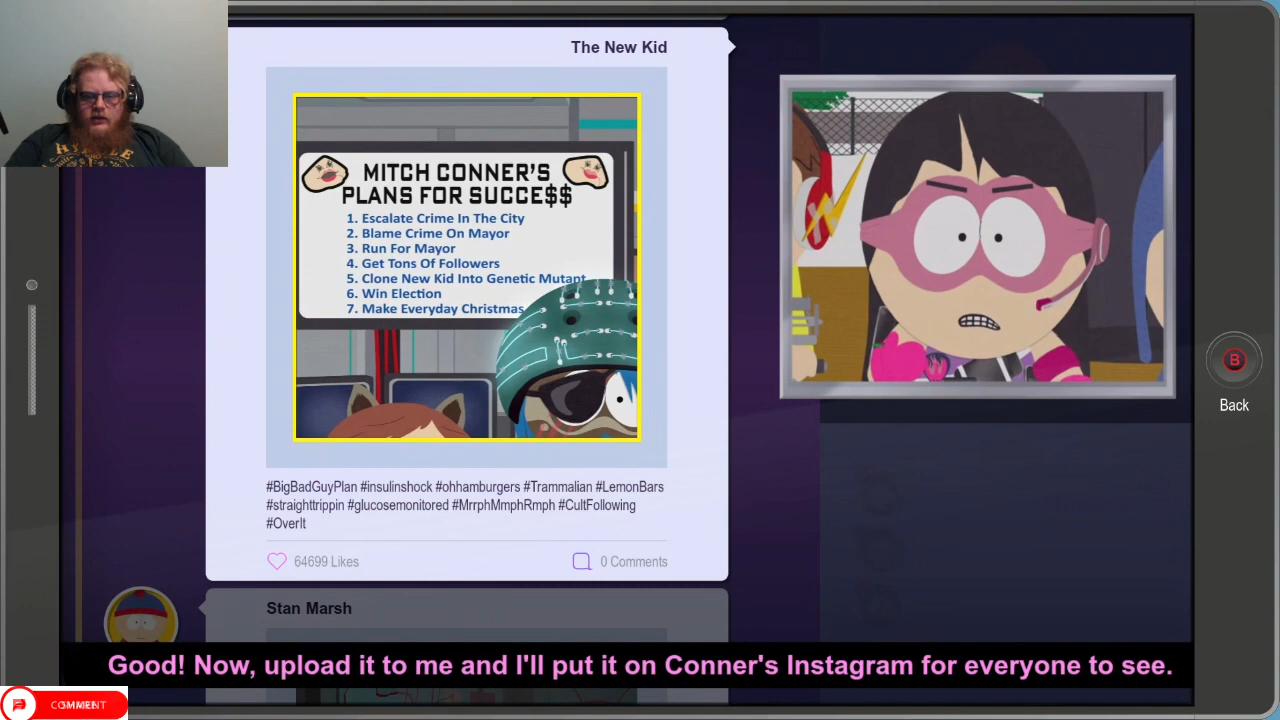 The New Kid
MITCH CONNER'S
PLANS FOR SUCCE$$
1. Escalate Crime In The City
2. Blame Crime On Mayor
3. Run For Mayor
4. Get Tons Of Followers
5. Clone New Kid Into Genetic Mutant
6. Win Election
7. Make Everyday Christmas
#BigBadGuyPlan #insulinshock #ohhamburgers #Trammalian #LemonBars
#straighttrippin #glucosemonitored #MrrphMmphRmph #CultFollowing
#OverIt
64699 Likes
0 Comments
B
Back
Stan Marsh
Good! Now, upload it to me and I'll put it on Conner's Instagram for everyone to see.